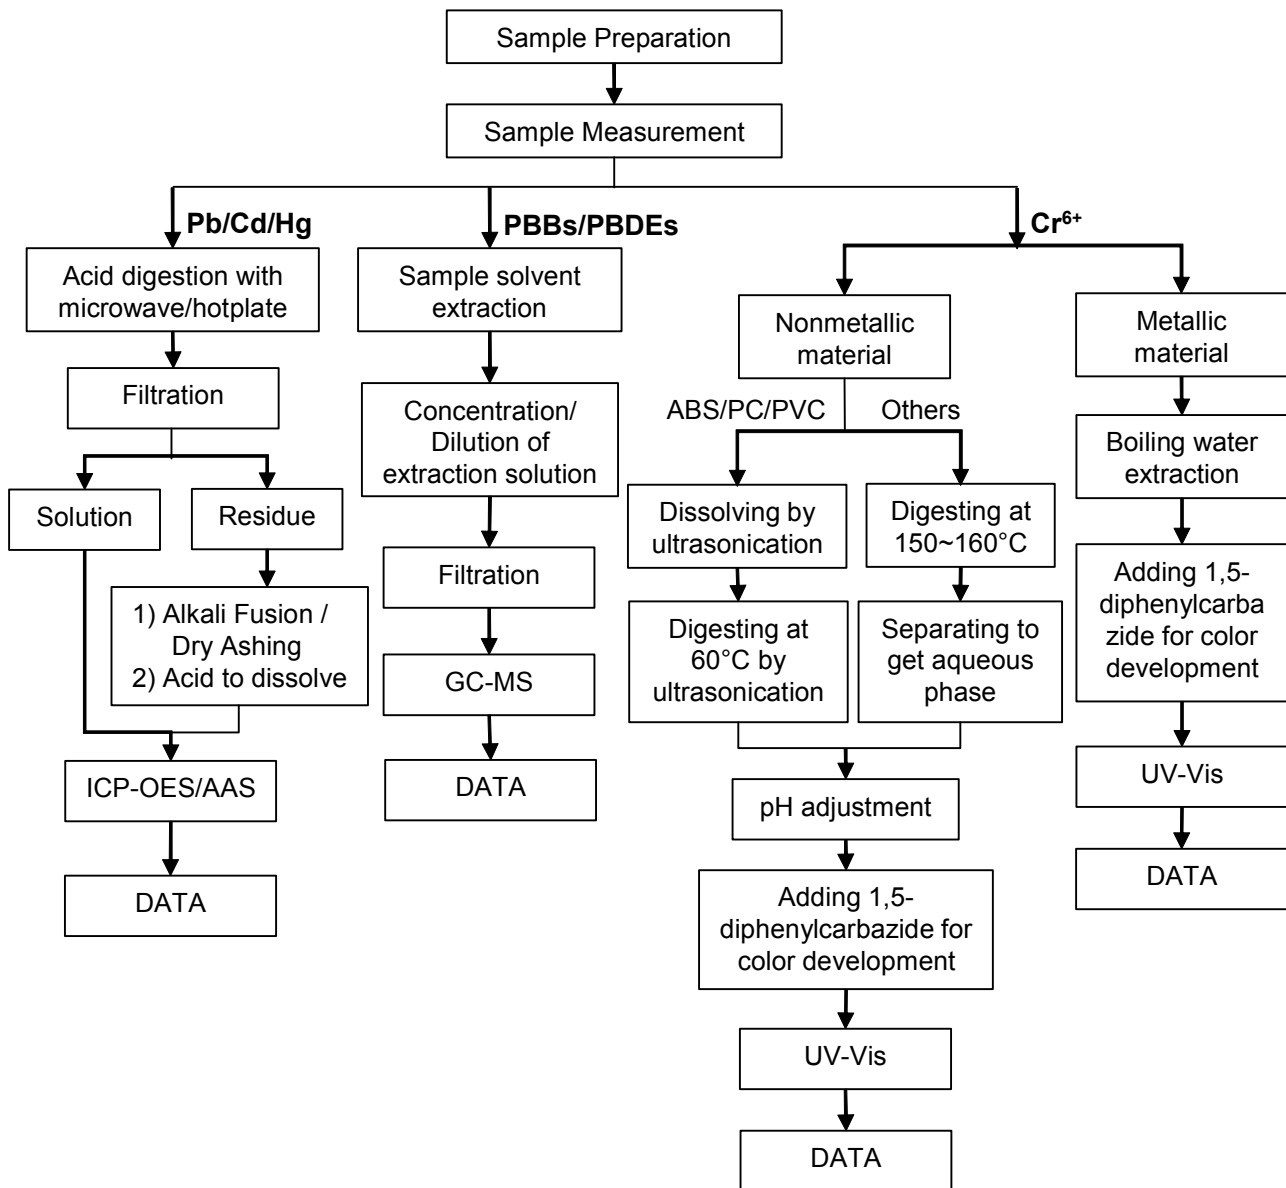 Sample Preparation
Sample Measurement
Pb/Cd/Hg
Acid digestion with
microwave/hotplate
Filtration
Solution
Residue
1) Alkali Fusion /
Dry Ashing
2) Acid to dissolve
ICP-OES/AAS
DATA
PBBs/PBDEs
Sample solvent
extraction
Concentration/
Dilution of
extraction solution
Filtration
GC-MS
DATA
Cr⁶⁺
Nonmetallic
material
ABS/PC/PVC
Dissolving by
ultrasonication
Digesting at
60°C by
ultrasonication
Others
Digesting at
150~160°C
Separating to
get aqueous
phase
pH adjustment
Adding 1,5-
diphenylcarbazide for
color development
UV-Vis
DATA
Metallic
material
Boiling water
extraction
Adding 1,5-
diphenylcarba
zide for color
development
UV-Vis
DATA